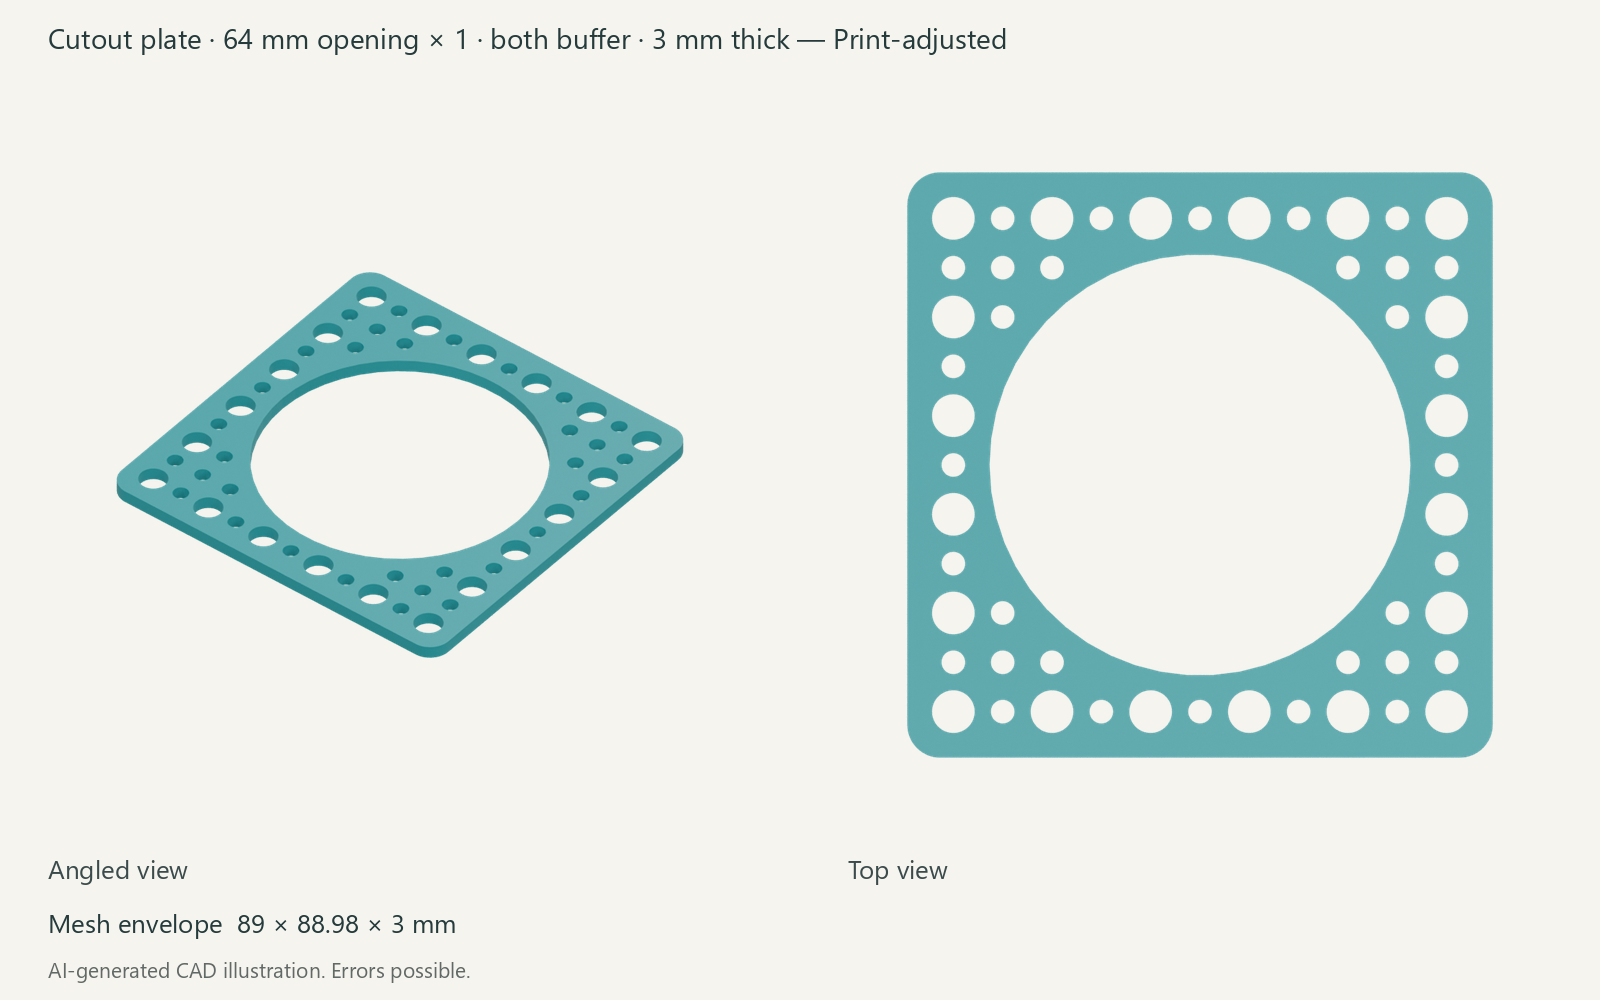 Cutout plate · 64 mm opening × 1 · both buffer · 3 mm thick — Print-adjusted
Angled view
Top view
Mesh envelope 89 × 88.98 × 3 mm
AI-generated CAD illustration. Errors possible.